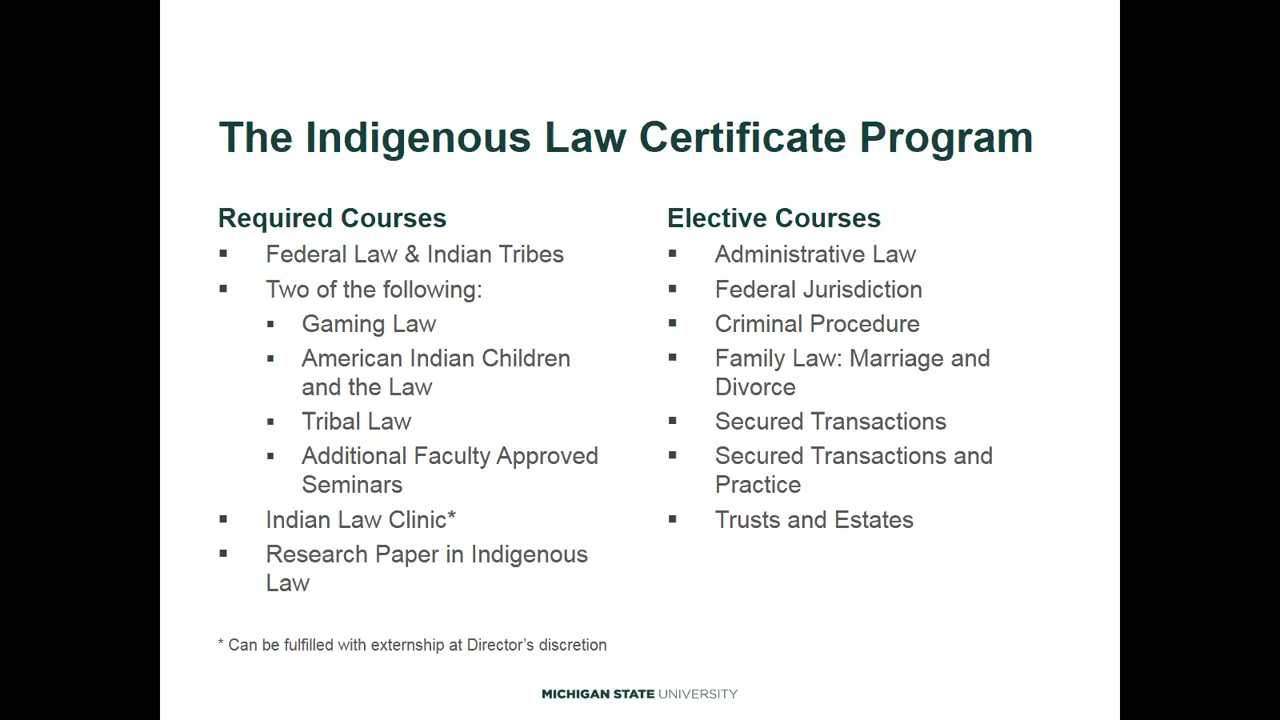 The Indigenous Law Certificate Program
Required Courses
▪ Federal Law & Indian Tribes
▪ Two of the following:
▪ Gaming Law
▪ American Indian Children
and the Law
▪ Tribal Law
▪ Additional Faculty Approved
Seminars
▪ Indian Law Clinic*
▪ Research Paper in Indigenous
Law
* Can be fulfilled with externship at Director's discretion
Elective Courses
▪ Administrative Law
▪ Federal Jurisdiction
▪ Criminal Procedure
▪ Family Law: Marriage and
Divorce
▪ Secured Transactions
▪ Secured Transactions and
Practice
▪ Trusts and Estates
MICHIGAN STATE UNIVERSITY